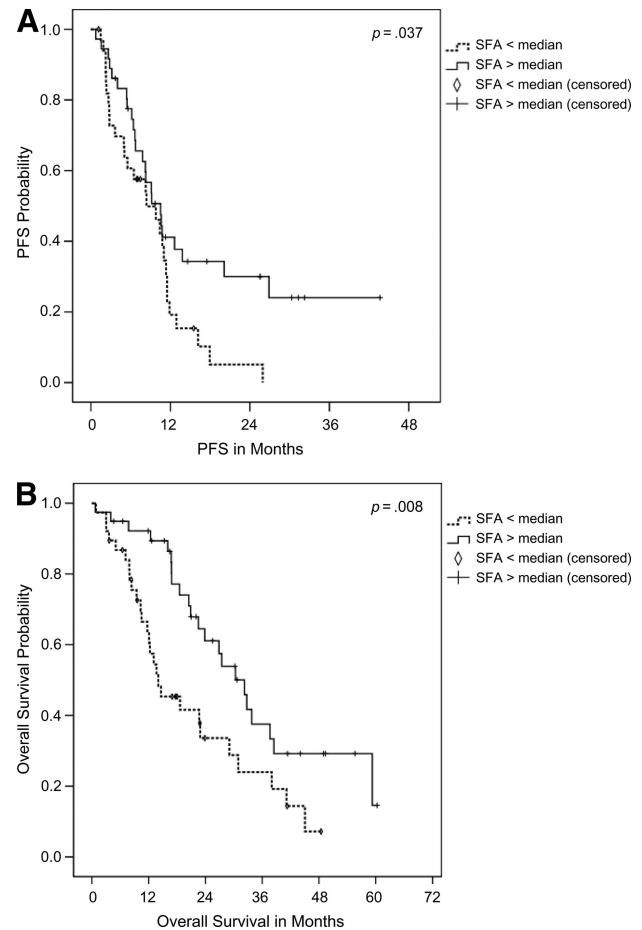 A
p = .037
SFA < median
SFA > median
SFA < median (censored)
SFA > median (censored)
PFS Probability
1.0
0.8
0.6
0.4
0.2
0.0
0 12 24 36 48
PFS in Months
B
p = .008
SFA < median
SFA > median
SFA < median (censored)
SFA > median (censored)
Overall Survival Probability
1.0
0.8
0.6
0.4
0.2
0.0
0 12 24 36 48 60 72
Overall Survival in Months